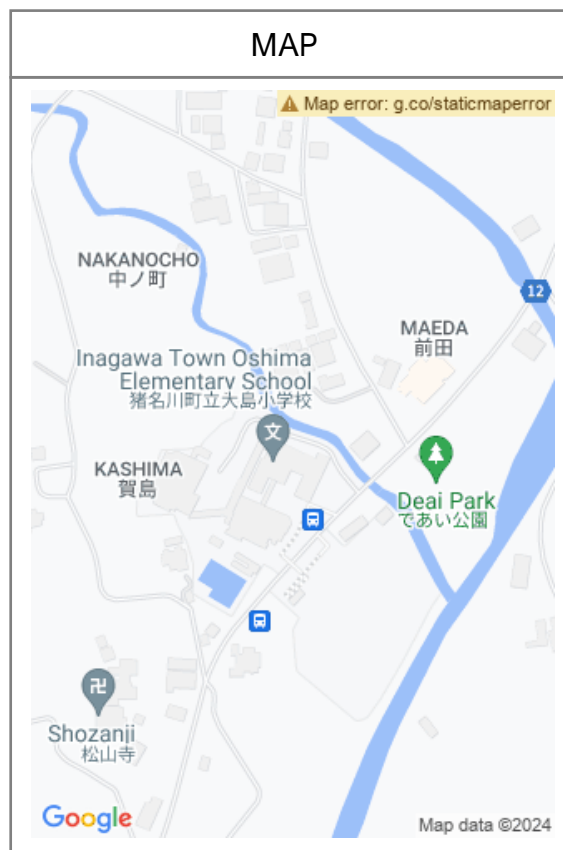 MAP
Map error: g.co/staticmaperror
NAKANOCHO
中ノ町
12
MAEDA
前田
Inagawa Town Oshima
Elementary School
猪名川町立大島小学校
文
KASHIMA
賀島
Deai Park
であい公園
卍
Shozanji
松山寺
Google
Map data ©2024